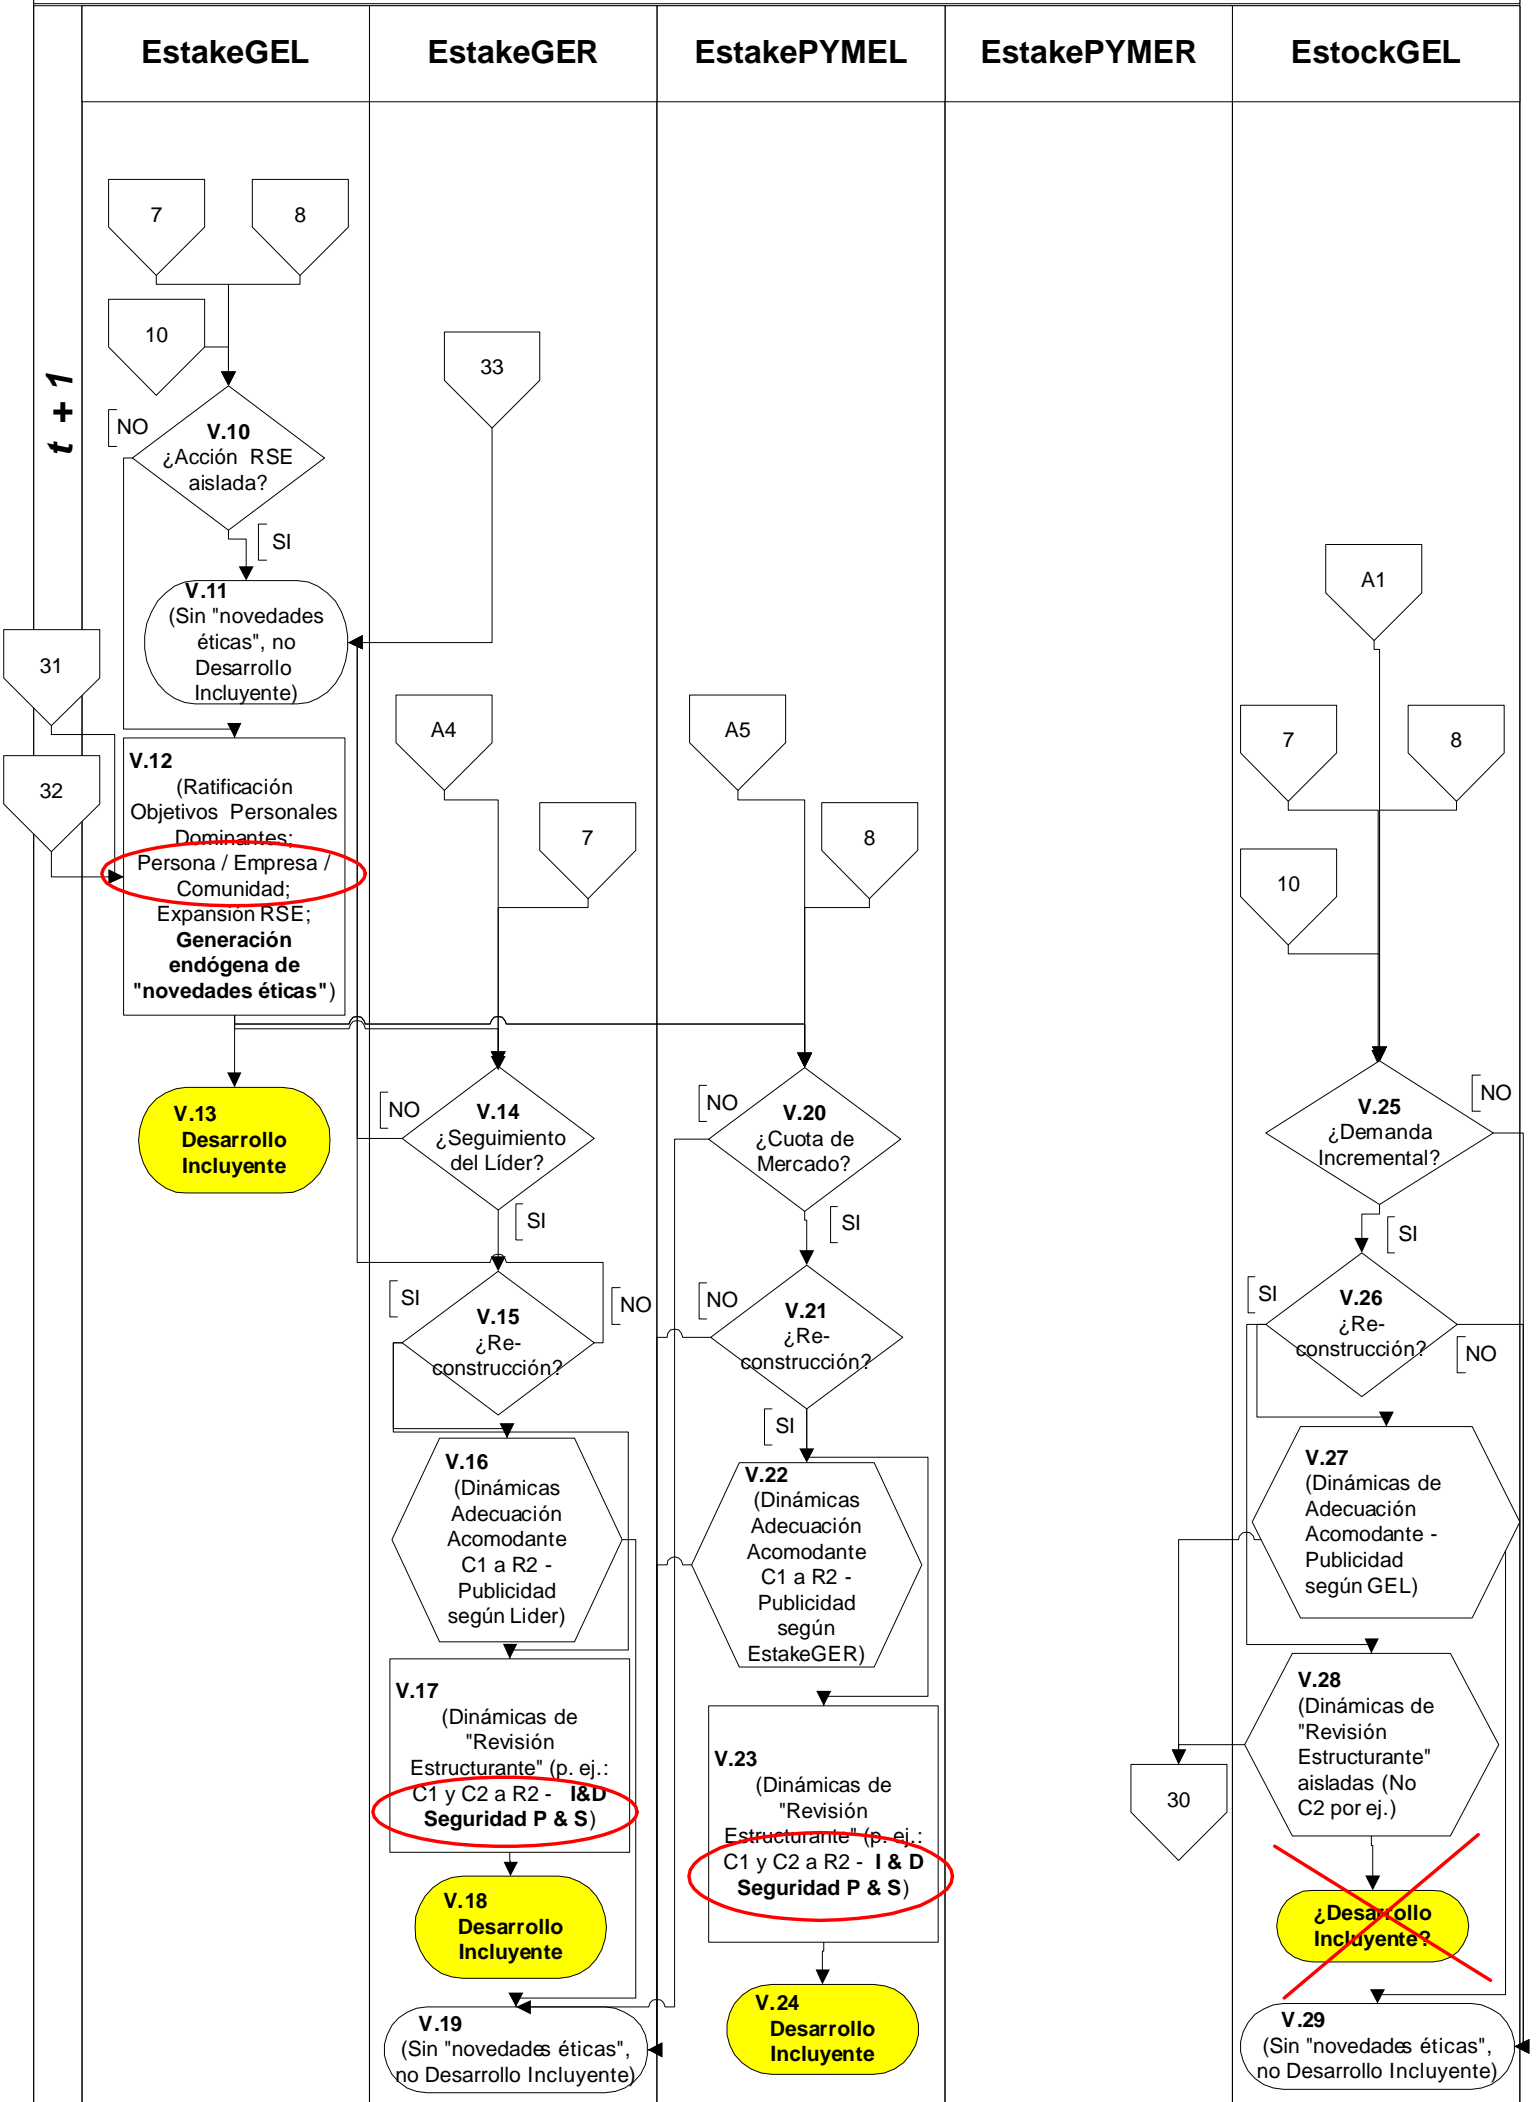 EstakeGEL
EstakeGER
EstakePYMEL
EstakePYMER
EstockGEL
t + 1
7
8
10
33
NO
V.10
¿Acción RSE
aislada?
SI
V.11
(Sin "novedades
éticas", no
Desarrollo
Incluyente)
31
32
V.12
(Ratificación
Objetivos Personales
Dominantes;
Persona / Empresa /
Comunidad;
Expansión RSE;
Generación
endógena de
"novedades éticas")
V.13
Desarrollo
Incluyente
A4
7
NO
V.14
¿Seguimiento
del Líder?
SI
SI
V.15
¿Re-
construcción?
NO
V.16
(Dinámicas
Adecuación
Acomodante
C1 a R2 -
Publicidad
según Lider)
V.17
(Dinámicas de
"Revisión
Estructurante" (p. ej.:
C1 y C2 a R2 - I&D
Seguridad P & S)
V.18
Desarrollo
Incluyente
V.19
(Sin "novedades éticas",
no Desarrollo Incluyente)
A5
8
NO
V.20
¿Cuota de
Mercado?
SI
NO
V.21
¿Re-
construcción?
SI
V.22
(Dinámicas
Adecuación
Acomodante
C1 a R2 -
Publicidad
según
EstakeGER)
V.23
(Dinámicas de
"Revisión
Estructurante" (p. ej.:
C1 y C2 a R2 - I & D
Seguridad P & S)
V.24
Desarrollo
Incluyente
A1
7
8
10
V.25
¿Demanda
Incremental?
NO
SI
SI
V.26
¿Re-
construcción?
NO
V.27
(Dinámicas de
Adecuación
Acomodante -
Publicidad
según GEL)
V.28
(Dinámicas de
"Revisión
Estructurante"
aisladas (No
C2 por ej.)
30
¿Desarrollo
Incluyente?
V.29
(Sin "novedades éticas",
no Desarrollo Incluyente)